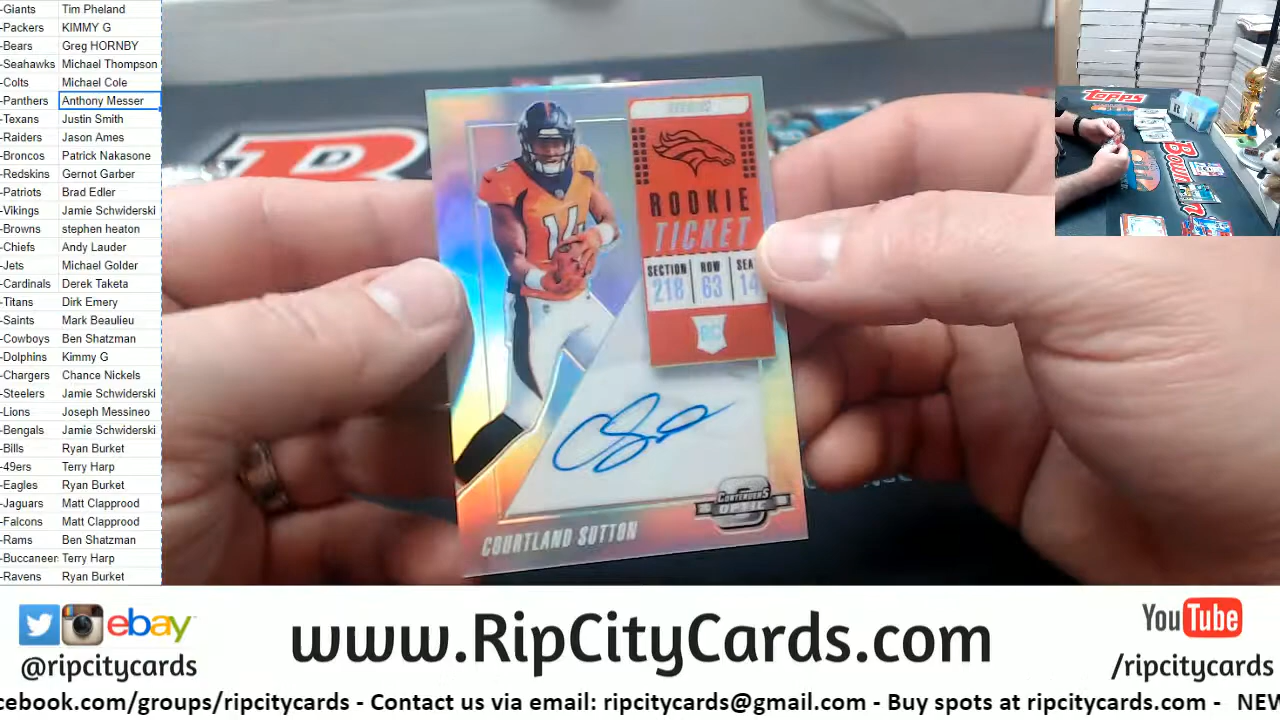 -Giants Tim Pheland
-Packers KIMMY G
-Bears Greg HORNBY
-Seahawks Michael Thompson
-Colts Michael Cole
-Panthers Anthony Messer
-Texans Justin Smith
-Raiders Jason Ames
-Broncos Patrick Nakasone
-Redskins Gernot Garber
-Patriots Brad Edler
-Vikings Jamie Schwiderski
-Browns stephen heaton
-Chiefs Andy Lauder
-Jets Michael Golder
-Cardinals Derek Taketa
-Titans Dirk Emery
-Saints Mark Beaulieu
-Cowboys Ben Shatzman
-Dolphins Kimmy G
-Chargers Chance Nickels
-Steelers Jamie Schwiderski
-Lions Joseph Messineo
-Bengals Jamie Schwiderski
-Bills Ryan Burket
-49ers Terry Harp
-Eagles Ryan Burket
-Jaguars Matt Clapprood
-Falcons Matt Clapprood
-Rams Ben Shatzman
-Buccaneer Terry Harp
-Ravens Ryan Burket
ROOKIE
TICKET
SECTION ROW SEA
218 63 14
RC
14
CONTENDERS
OPTIC
COURTLAND SUTTON
Topps
ebay
@ripcitycards
www.RipCityCards.com
YouTube
/ripcitycards
cebook.com/groups/ripcitycards - Contact us via email: ripcitycards@gmail.com - Buy spots at ripcitycards.com - NEW